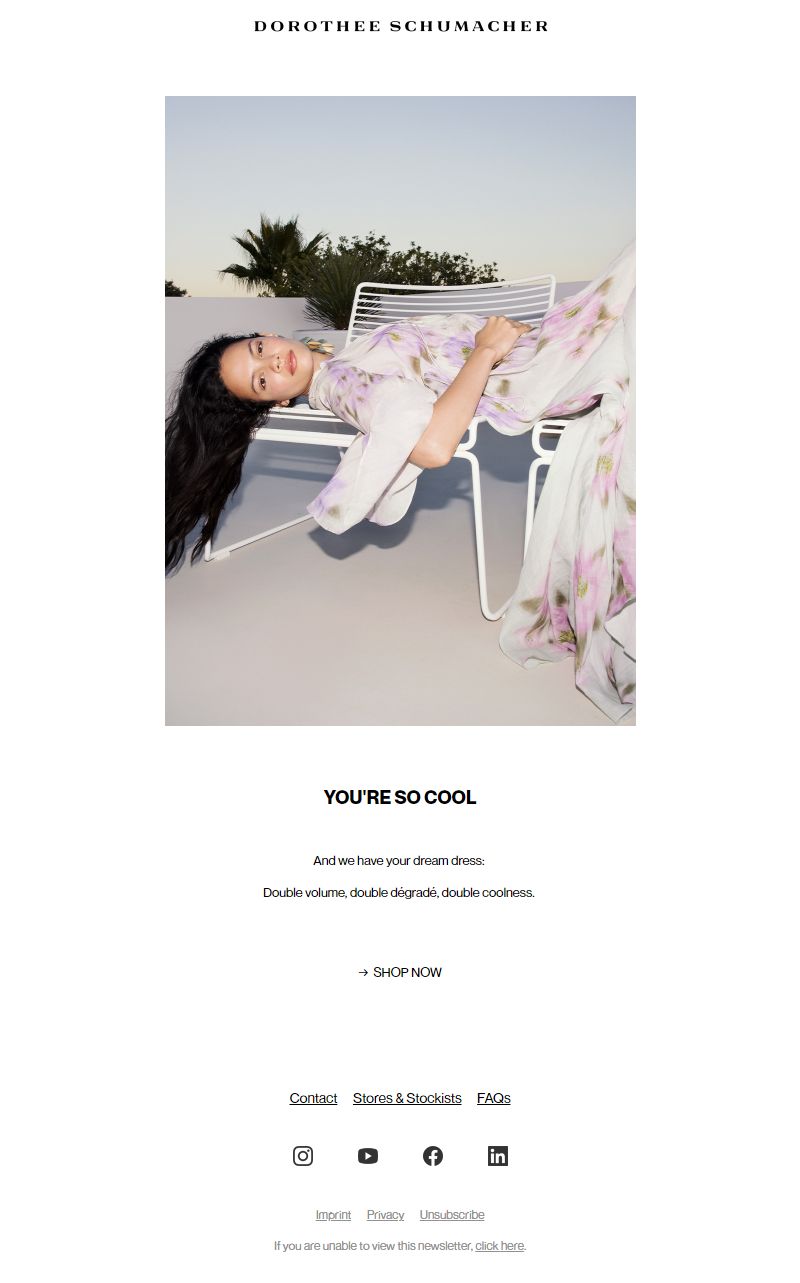 DOROTHEE SCHUMACHER
YOU'RE SO COOL
And we have your dream dress:
Double volume, double dégradé, double coolness.
→ SHOP NOW
Contact Stores & Stockists FAQs
Imprint Privacy Unsubscribe
If you are unable to view this newsletter, click here.